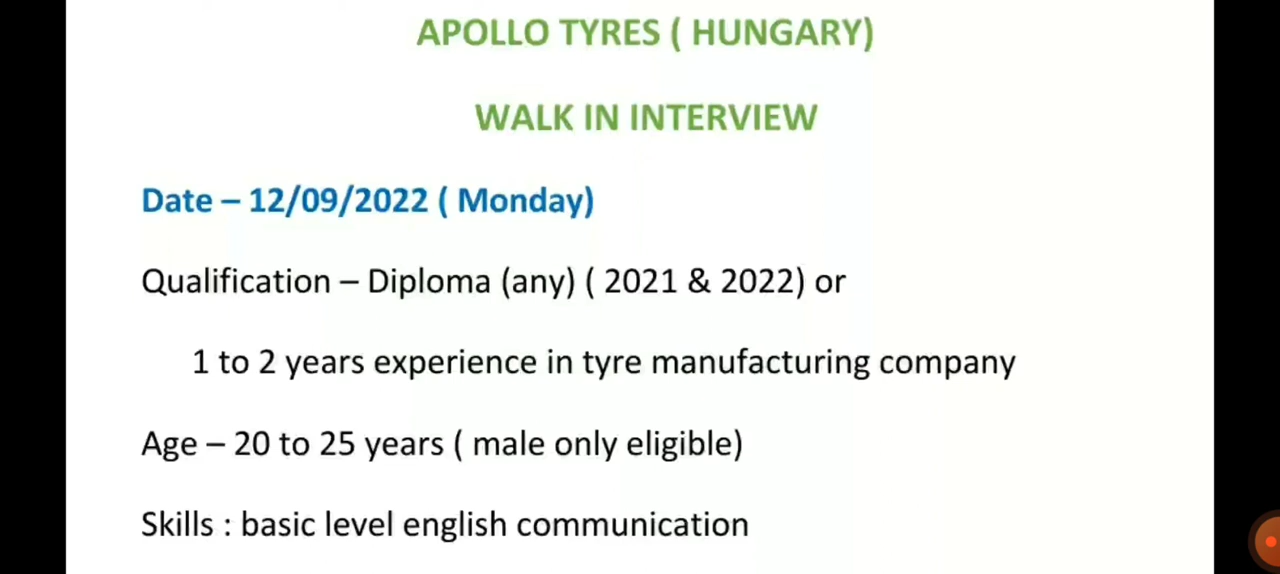 APOLLO TYRES ( HUNGARY)
WALK IN INTERVIEW
Date – 12/09/2022 ( Monday)
Qualification – Diploma (any) ( 2021 & 2022) or
1 to 2 years experience in tyre manufacturing company
Age – 20 to 25 years ( male only eligible)
Skills : basic level english communication